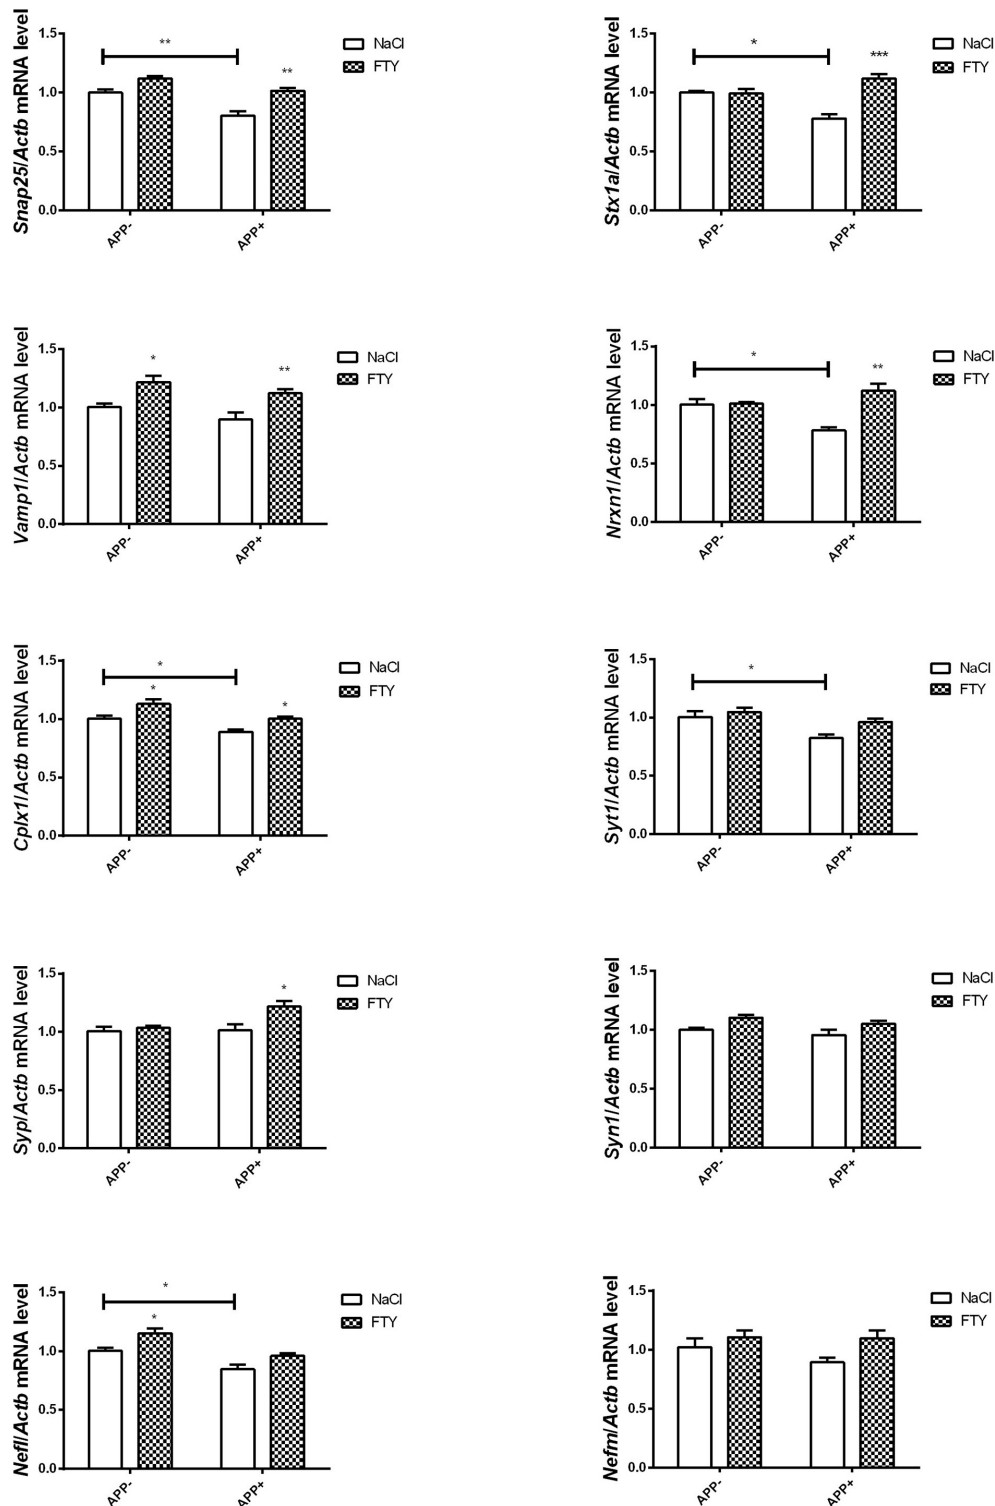 Snap25/Actb mRNA level
1.5
1.0
0.5
0.0
**
**
APP-
APP+
NaCl
FTY
Stx1a/Actb mRNA level
1.5
1.0
0.5
0.0
*
***
APP-
APP+
NaCl
FTY
Vamp1/Actb mRNA level
1.5
1.0
0.5
0.0
*
**
APP-
APP+
NaCl
FTY
Nrxn1/Actb mRNA level
1.5
1.0
0.5
0.0
*
**
APP-
APP+
NaCl
FTY
Cplx1/Actb mRNA level
1.5
1.0
0.5
0.0
*
*
*
APP-
APP+
NaCl
FTY
Syt1/Actb mRNA level
1.5
1.0
0.5
0.0
*
APP-
APP+
NaCl
FTY
Syp/Actb mRNA level
1.5
1.0
0.5
0.0
*
APP-
APP+
NaCl
FTY
Syn1/Actb mRNA level
1.5
1.0
0.5
0.0
APP-
APP+
NaCl
FTY
Nefl/Actb mRNA level
1.5
1.0
0.5
0.0
*
*
APP-
APP+
NaCl
FTY
Nefm/Actb mRNA level
1.5
1.0
0.5
0.0
APP-
APP+
NaCl
FTY